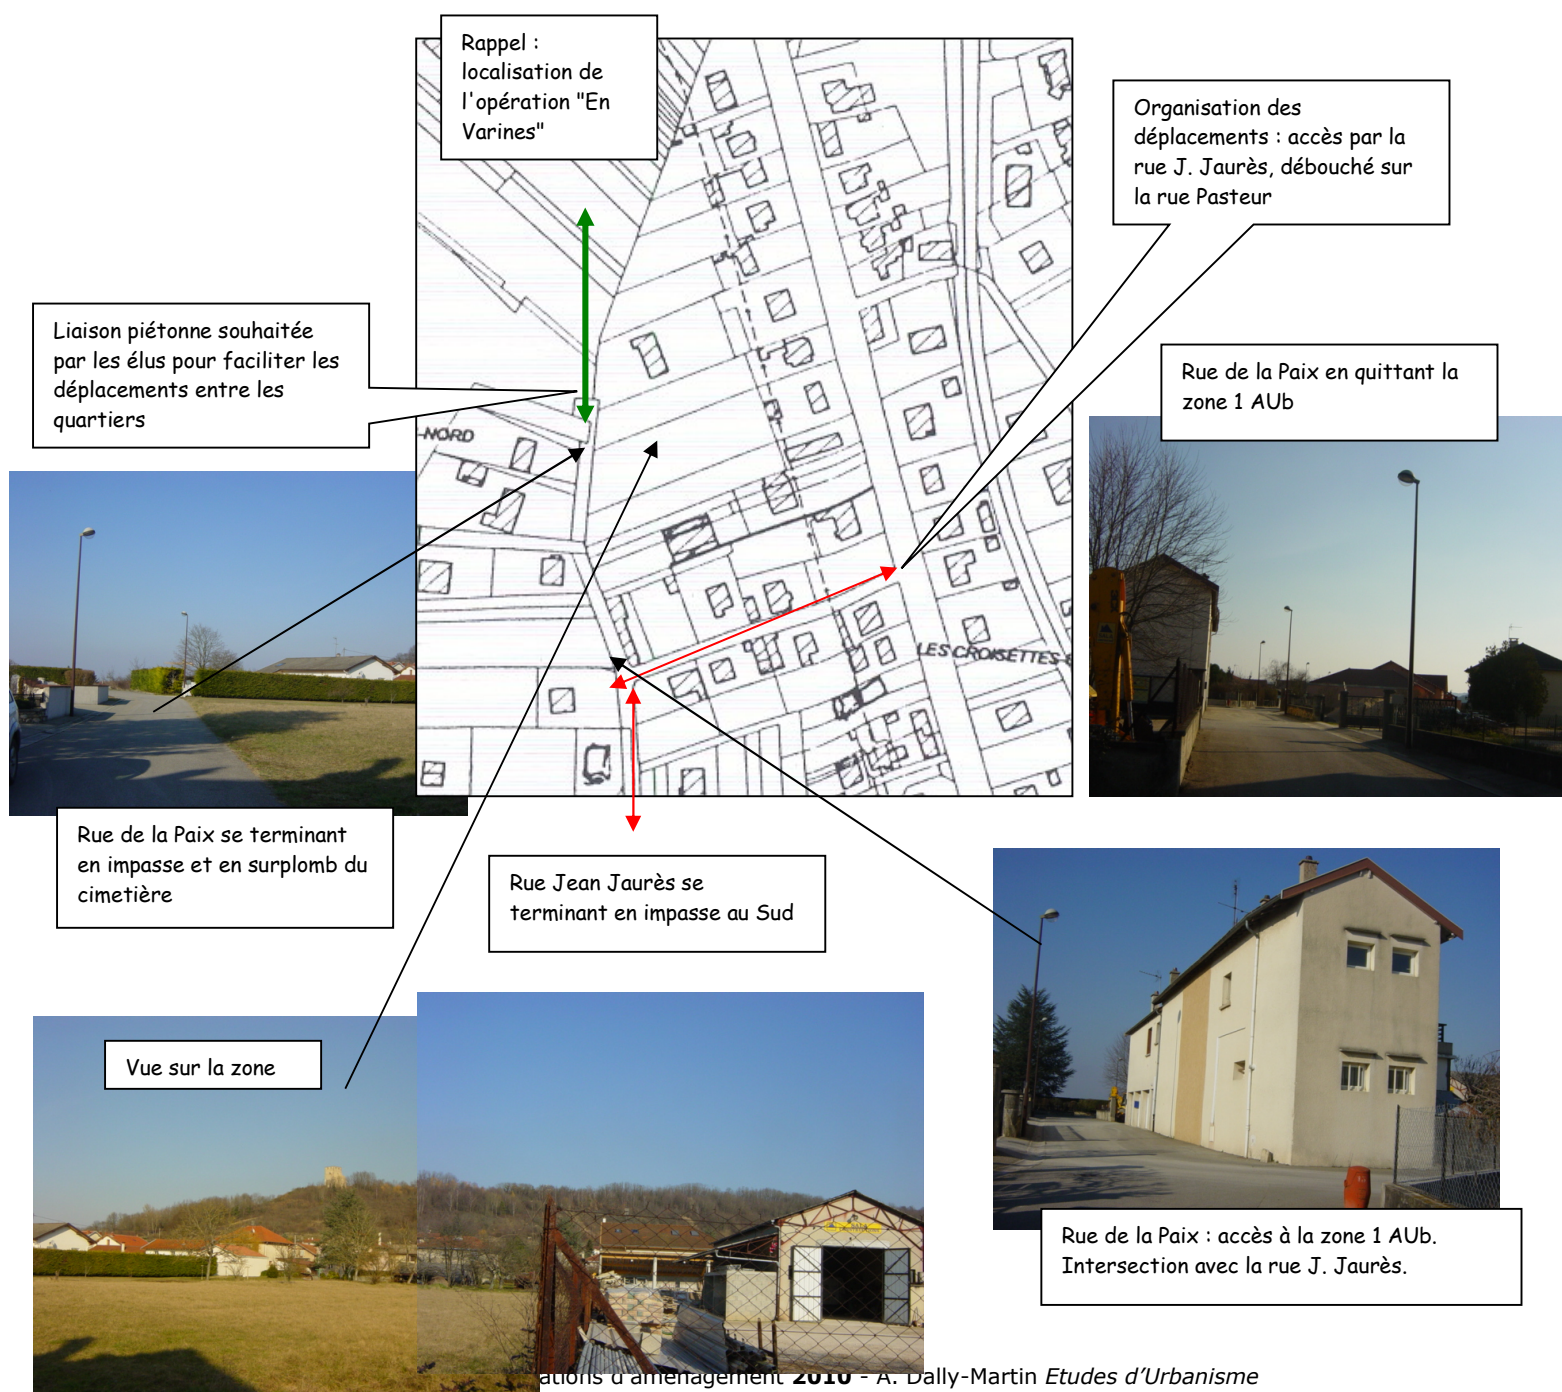 Rappel :
localisation de
l'opération "En
Varines"
Organisation des
déplacements : accès par la
rue J. Jaurès, débouché sur
la rue Pasteur
Liaison piétonne souhaitée
par les élus pour faciliter les
déplacements entre les
quartiers
Rue de la Paix en quittant la
zone 1 AUb
NORD
LES CROISETTES
Rue de la Paix se terminant
en impasse et en surplomb du
cimetière
Rue Jean Jaurès se
terminant en impasse au Sud
Vue sur la zone
Rue de la Paix : accès à la zone 1 AUb.
Intersection avec la rue J. Jaurès.
ations d'aménagement 2010 - A. Dally-Martin Etudes d'Urbanisme